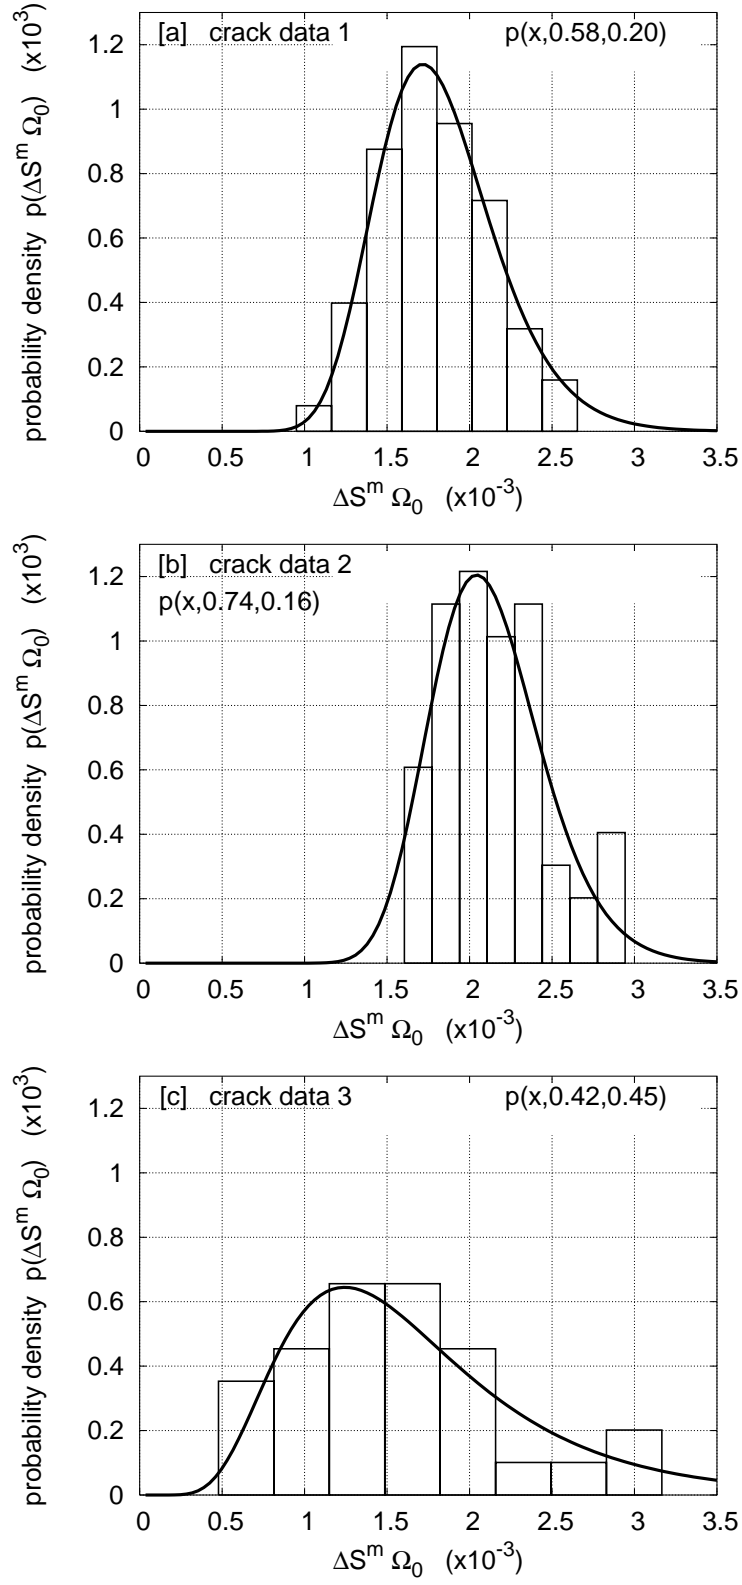 [a] crack data 1 p(x,0.58,0.20)
probability density p(ΔS^m Ω_0) (x10^3)
1.2
1
0.8
0.6
0.4
0.2
0
0 0.5 1 1.5 2 2.5 3 3.5
ΔS^m Ω_0 (x10^-3)
[b] crack data 2
p(x,0.74,0.16)
probability density p(ΔS^m Ω_0) (x10^3)
1.2
1
0.8
0.6
0.4
0.2
0
0 0.5 1 1.5 2 2.5 3 3.5
ΔS^m Ω_0 (x10^-3)
[c] crack data 3 p(x,0.42,0.45)
probability density p(ΔS^m Ω_0) (x10^3)
1.2
1
0.8
0.6
0.4
0.2
0
0 0.5 1 1.5 2 2.5 3 3.5
ΔS^m Ω_0 (x10^-3)